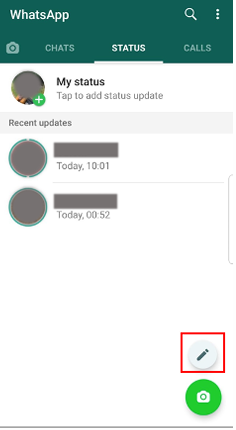 WhatsApp
CHATS STATUS CALLS
My status
Tap to add status update
Recent updates
Today, 10:01
Today, 00:52